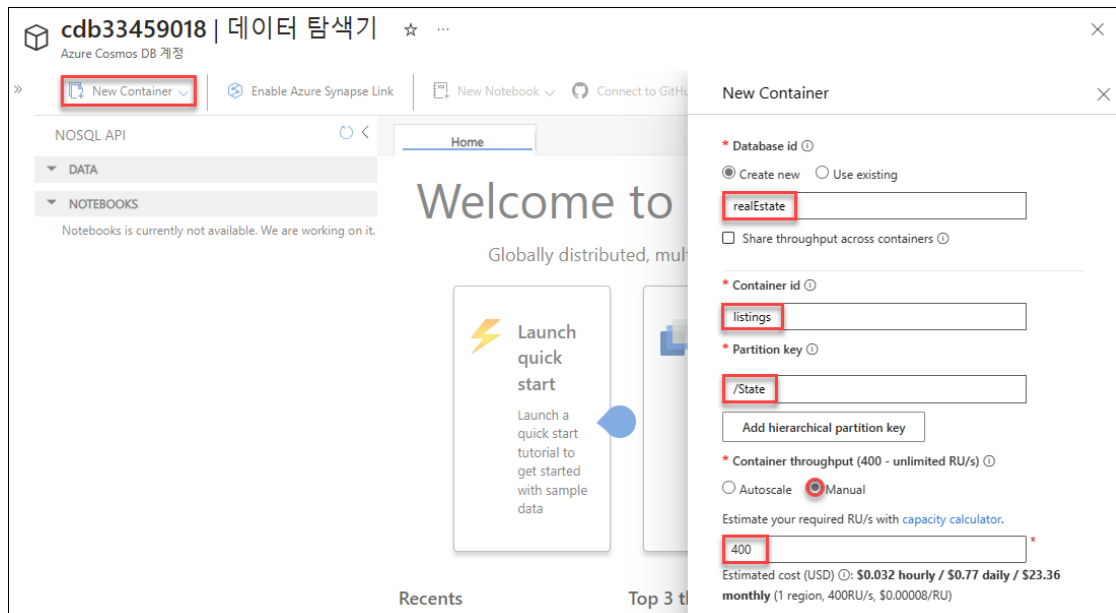 cdb33459018 | 데이터 탐색기 ☆ ...
Azure Cosmos DB 계정
New Container
Enable Azure Synapse Link
New Notebook
Connect to GitHu
NOSQL API
DATA
NOTEBOOKS
Notebooks is currently not available. We are working on it.
Home
Welcome to
Globally distributed, mul
Launch
quick
start
Launch a
quick start
tutorial to
get started
with sample
data
Recents
Top 3 t
New Container
* Database id
Create new
Use existing
realEstate
Share throughput across containers
* Container id
listings
* Partition key
/State
Add hierarchical partition key
* Container throughput (400 - unlimited RU/s)
Autoscale
Manual
Estimate your required RU/s with capacity calculator.
400
*
Estimated cost (USD) : $0.032 hourly / $0.77 daily / $23.36
monthly (1 region, 400RU/s, $0.00008/RU)